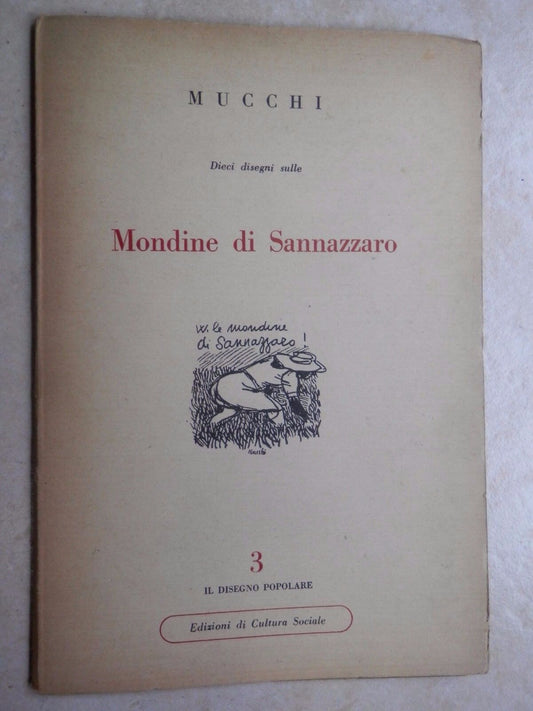 MUCCHI
Dieci disegni sulle
Mondine di Sannazzaro
W. le mondine
di Sannazzaro!
Mucchi
3
IL DISEGNO POPOLARE
Edizioni di Cultura Sociale